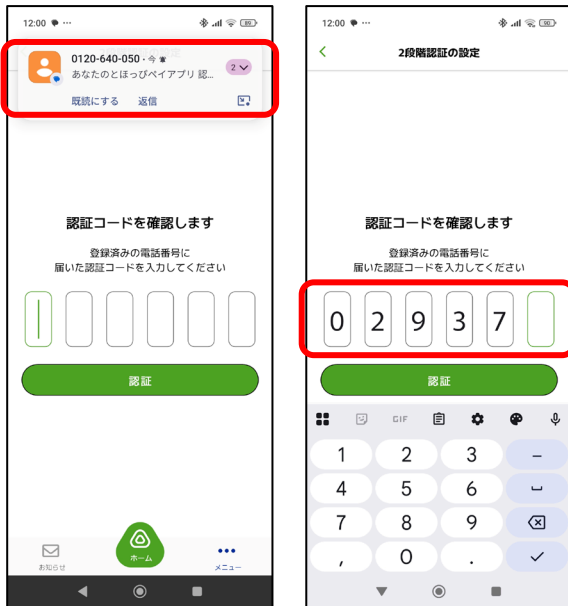 12:00
89
0120-640-050・今
あなたのとほっぴペイアプリ 認...
2
既読にする 返信
認証コードを確認します
登録済みの電話番号に
届いた認証コードを入力してください
認証
お知らせ
ホーム
メニュー
12:00
90
2段階認証の設定
認証コードを確認します
登録済みの電話番号に
届いた認証コードを入力してください
0 2 9 3 7
認証
GIF
1 2 3 -
4 5 6
7 8 9
, 0 .